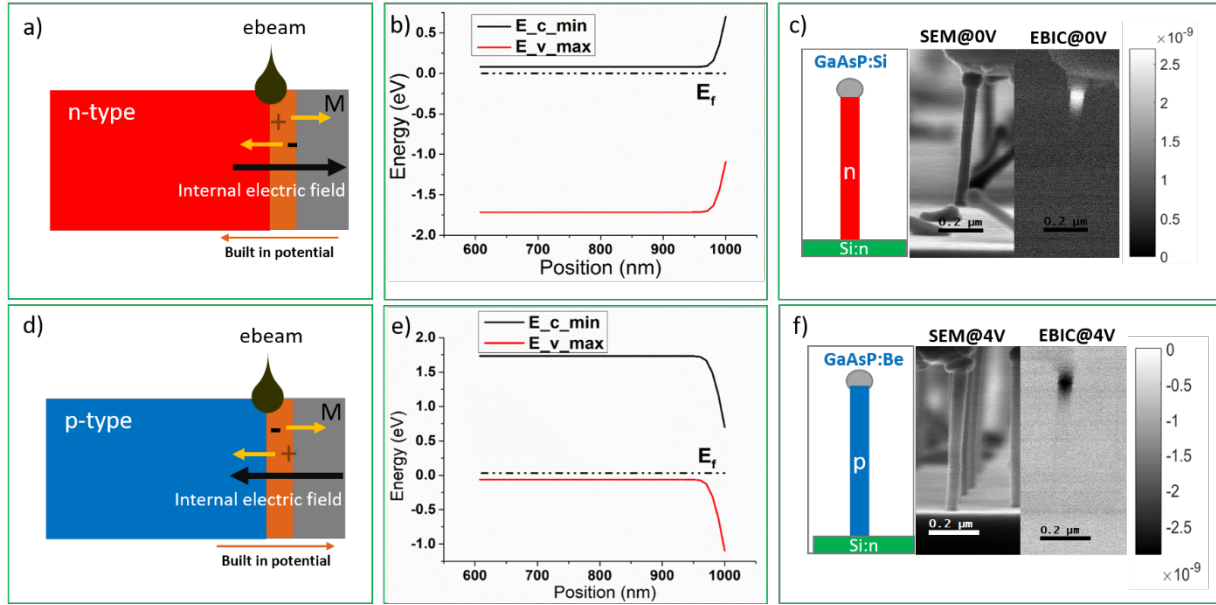 a)
ebeam
n-type
M
+
-
Internal electric field
Built in potential
b)
E_c_min
E_v_max
0.5
0.0
-0.5
-1.0
-1.5
-2.0
Energy (eV)
E_f
600 700 800 900 1000
Position (nm)
c)
GaAsP:Si
n
Si:n
SEM@0V
EBIC@0V
0.2 µm
0.2 µm
×10⁻⁹
2.5
2
1.5
1
0.5
0
d)
ebeam
p-type
M
-
+
Internal electric field
Built in potential
e)
E_c_min
E_v_max
2.0
1.5
1.0
0.5
0.0
-0.5
-1.0
Energy (eV)
E_f
600 700 800 900 1000
Position (nm)
f)
GaAsP:Be
p
Si:n
SEM@4V
EBIC@4V
0.2 µm
0.2 µm
0
-0.5
-1
-1.5
-2
-2.5
×10⁻⁹